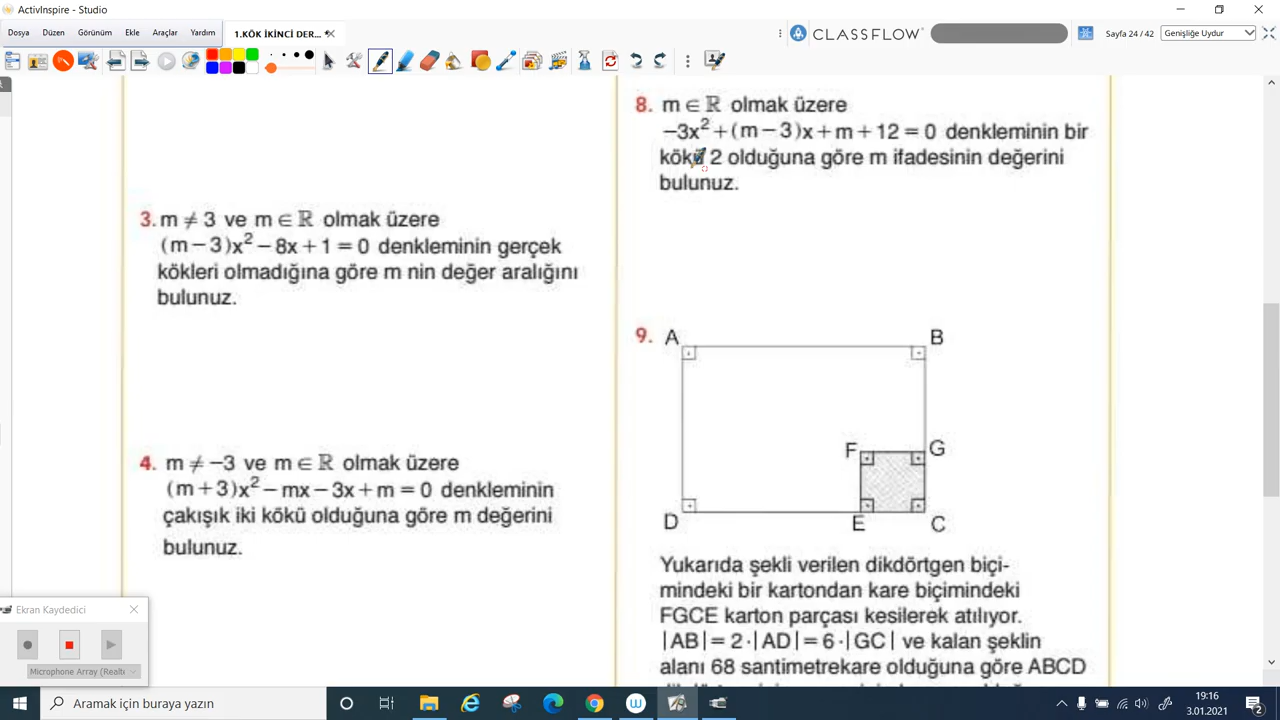 ActivInspire - Studio
Dosya Düzen Görünüm Ekle Araçlar Yardım
1.KÖK İKİNCİ DER...
CLASSFLOW
Sayfa 24 / 42
Genişliğe Uydur
3. m ≠ 3 ve m ∈ ℝ olmak üzere
(m − 3)x² − 8x + 1 = 0 denkleminin gerçek
kökleri olmadığına göre m nin değer aralığını
bulunuz.
4. m ≠ −3 ve m ∈ ℝ olmak üzere
(m + 3)x² − mx − 3x + m = 0 denkleminin
çakışık iki kökü olduğuna göre m değerini
bulunuz.
8. m ∈ ℝ olmak üzere
−3x² + (m − 3)x + m + 12 = 0 denkleminin bir
kökü 2 olduğuna göre m ifadesinin değerini
bulunuz.
9. A B
F G
D E C
Yukarıda şekli verilen dikdörtgen biçi-
mindeki bir kartondan kare biçimindeki
FGCE karton parçası kesilerek atılıyor.
|AB| = 2·|AD| = 6·|GC| ve kalan şeklin
alanı 68 santimetrekare olduğuna göre ABCD
Ekran Kaydedici
Microphone Array (Realt
Aramak için buraya yazın
19:16
3.01.2021
2